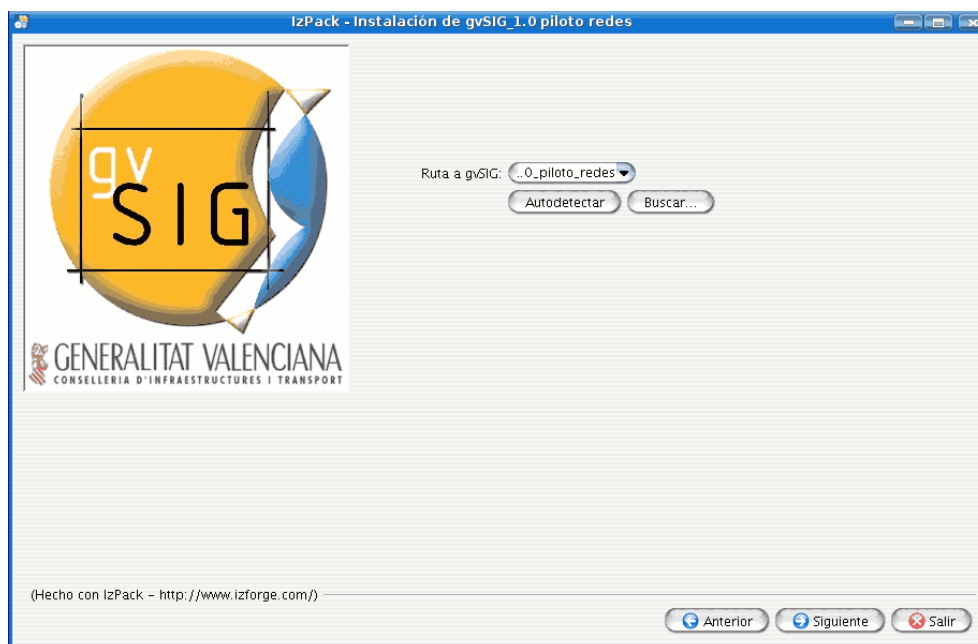 IzPack - Instalación de gvSIG_1.0 piloto redes
gv
SIG
GENERALITAT VALENCIANA
CONSELLERIA D'INFRAESTRUCTURES I TRANSPORT
Ruta a gvSIG: ..0_piloto_redes
Autodetectar Buscar...
(Hecho con IzPack - http://www.izforge.com/)
Anterior Siguiente Salir